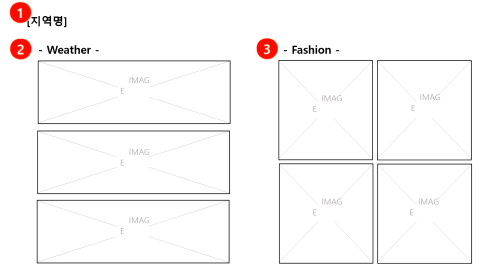 1
[지역명]
2
- Weather -
3
- Fashion -
IMAG
E
IMAG
E
IMAG
E
IMAG
E
IMAG
E
IMAG
E
IMAG
E